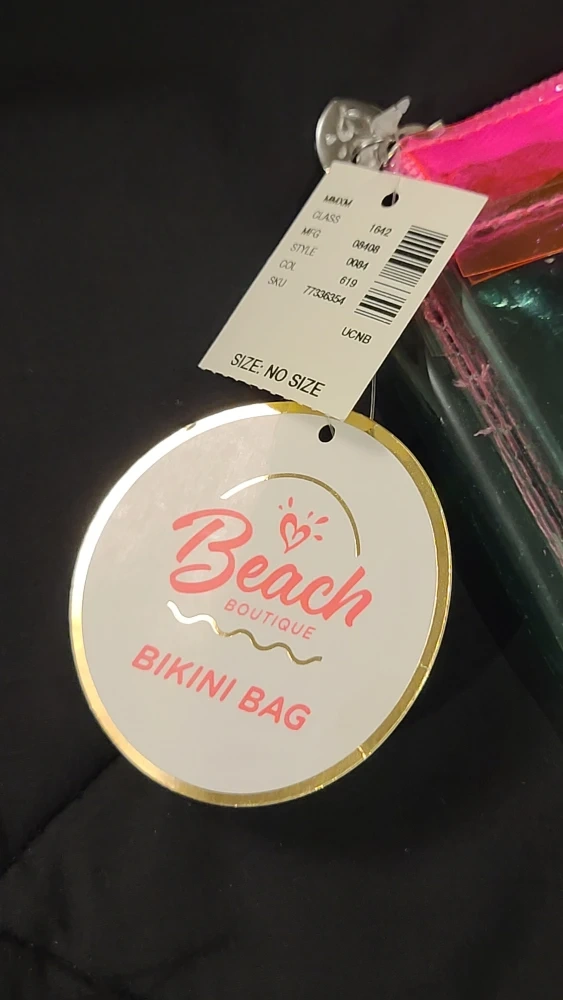 MMXM
CLASS 1642
MFG 08408
STYLE 0084
COL 619
SKU 77336354
UCNB
SIZE: NO SIZE
Beach
BOUTIQUE
BIKINI BAG